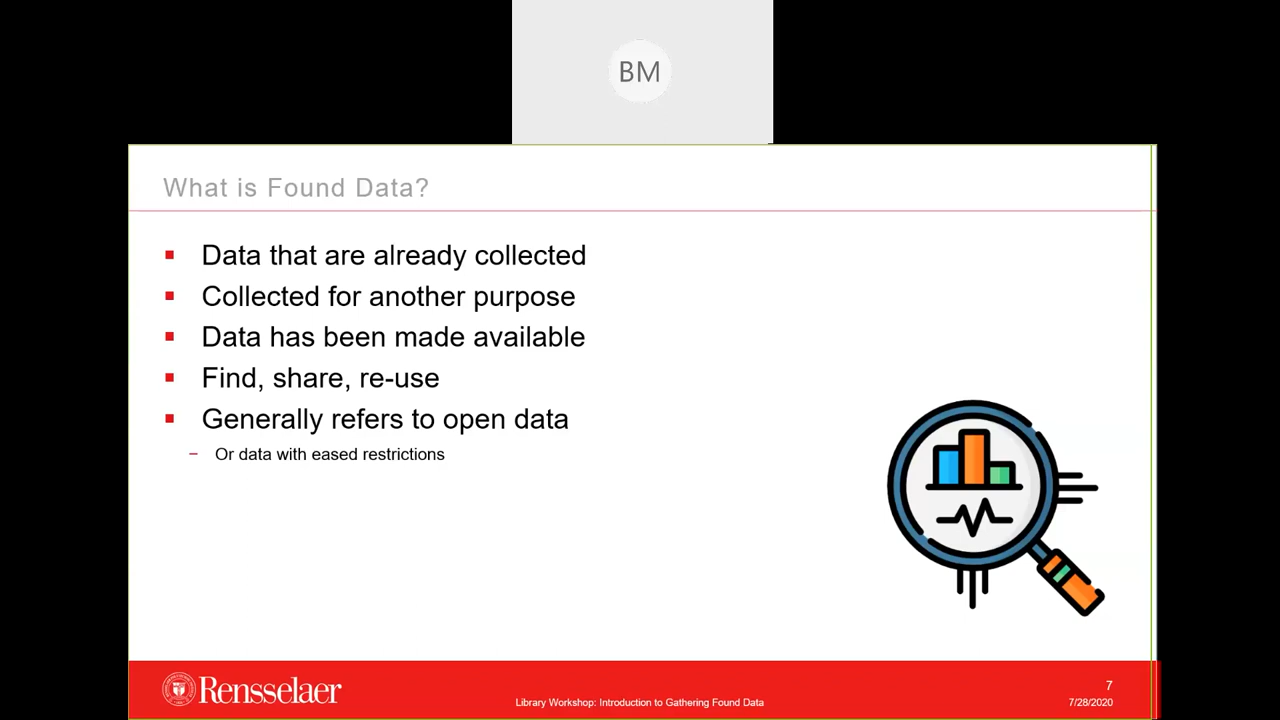 BM
What is Found Data?
Data that are already collected
Collected for another purpose
Data has been made available
Find, share, re-use
Generally refers to open data
– Or data with eased restrictions
Rensselaer
Library Workshop: Introduction to Gathering Found Data
7
7/28/2020